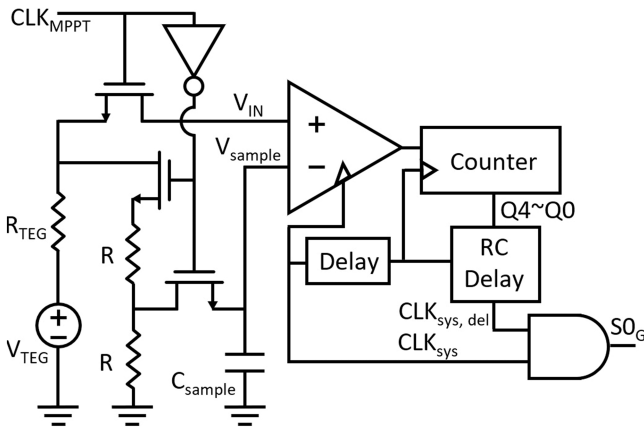 CLKMPPT
VIN
Vsample
+
−
Counter
Q4~Q0
RTEG
R
Delay
RC
Delay
CLKsys, del
CLKsys
S0G
+
−
VTEG
R
Csample